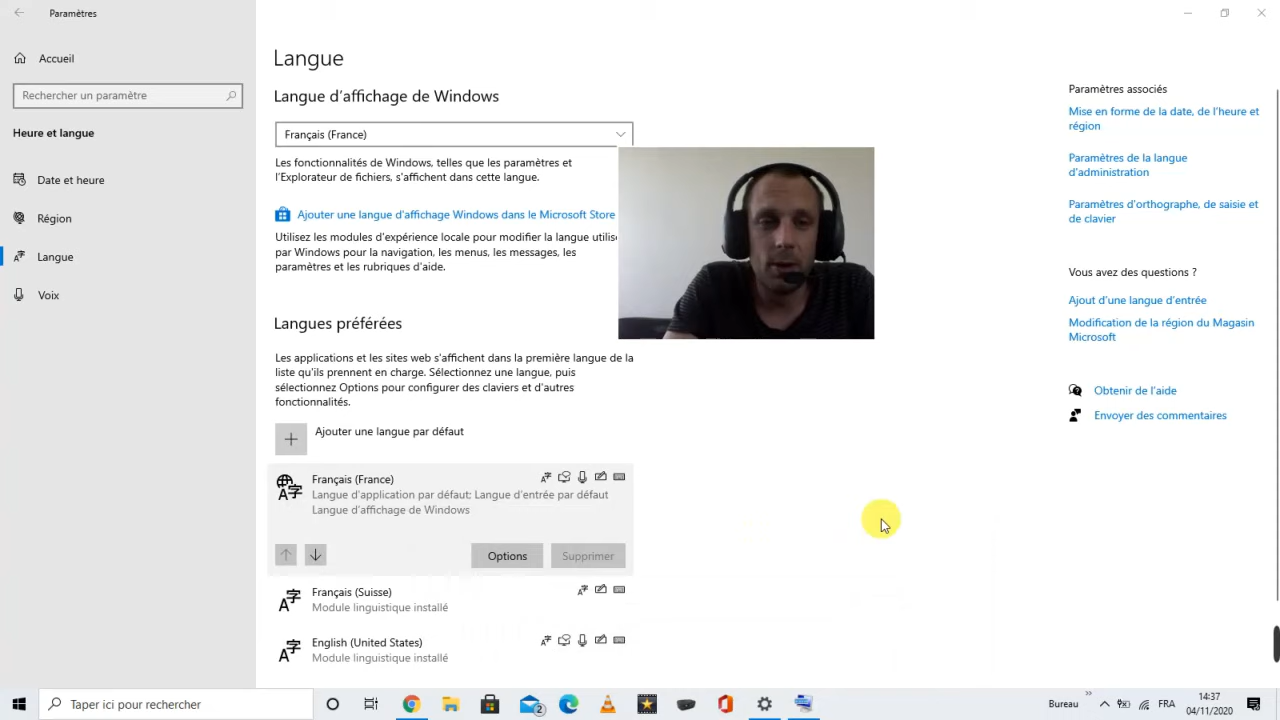 Paramètres
Accueil
Rechercher un paramètre
Heure et langue
Date et heure
Région
Langue
Voix
Langue
Langue d'affichage de Windows
Français (France)
Les fonctionnalités de Windows, telles que les paramètres et
l'Explorateur de fichiers, s'affichent dans cette langue.
Ajouter une langue d'affichage Windows dans le Microsoft Store
Utilisez les modules d'expérience locale pour modifier la langue utilise
par Windows pour la navigation, les menus, les messages, les
paramètres et les rubriques d'aide.
Langues préférées
Les applications et les sites web s'affichent dans la première langue de la
liste qu'ils prennent en charge. Sélectionnez une langue, puis
sélectionnez Options pour configurer des claviers et d'autres
fonctionnalités.
Ajouter une langue par défaut
Français (France)
Langue d'application par défaut; Langue d'entrée par défaut
Langue d'affichage de Windows
Options
Supprimer
Français (Suisse)
Module linguistique installé
English (United States)
Module linguistique installé
Paramètres associés
Mise en forme de la date, de l'heure et
région
Paramètres de la langue
d'administration
Paramètres d'orthographe, de saisie et
de clavier
Vous avez des questions ?
Ajout d'une langue d'entrée
Modification de la région du Magasin
Microsoft
Obtenir de l'aide
Envoyer des commentaires
Taper ici pour rechercher
2
Bureau
FRA
14:37
04/11/2020